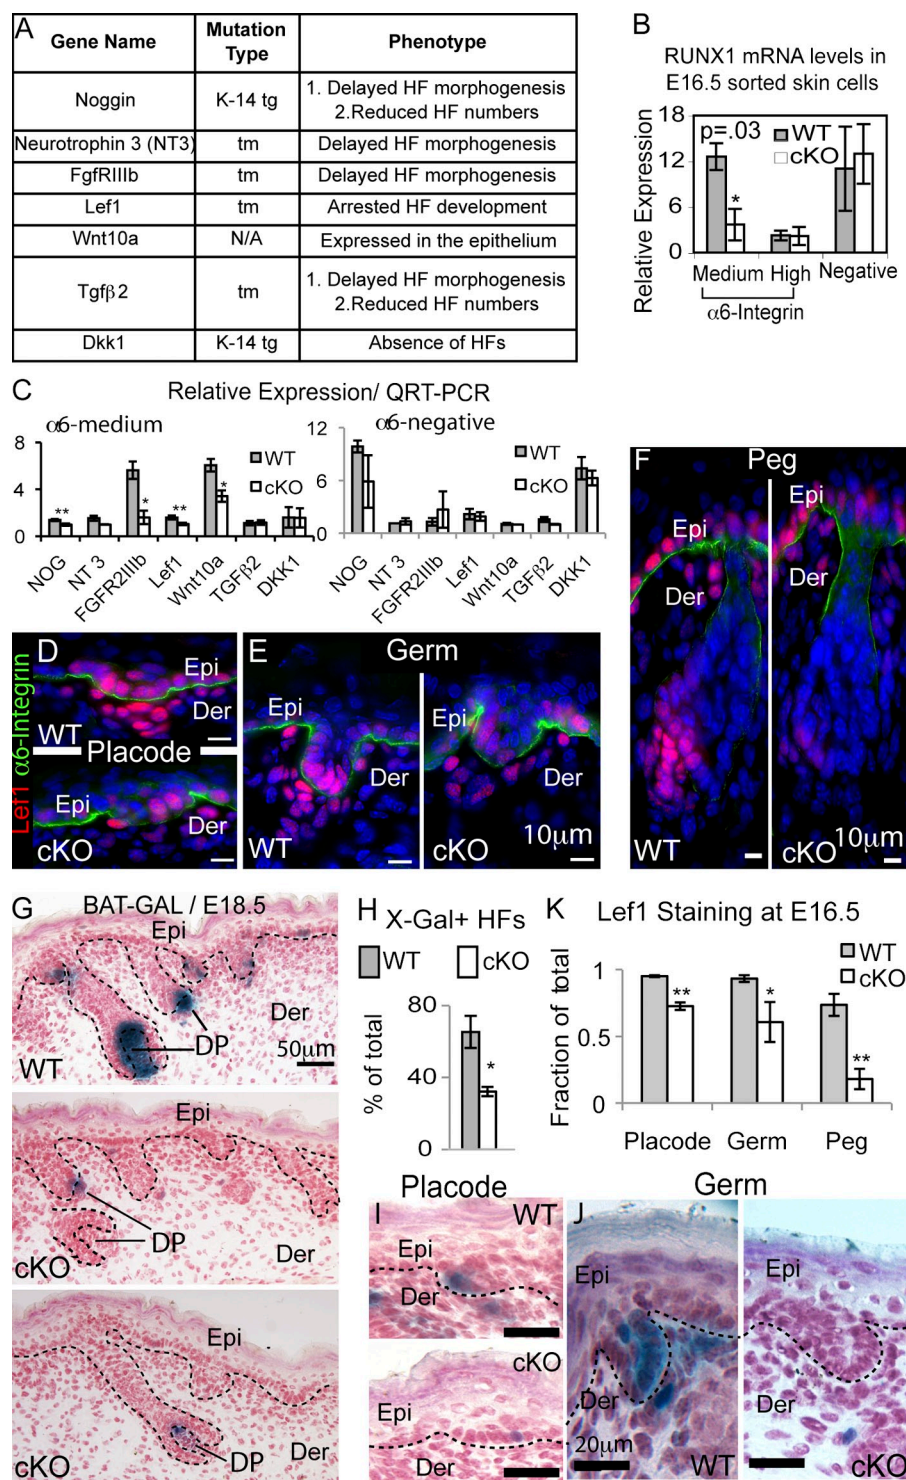 A
Gene Name Mutation Type Phenotype
Noggin K-14 tg 1. Delayed HF morphogenesis
2.Reduced HF numbers
Neurotrophin 3 (NT3) tm Delayed HF morphogenesis
FgfRIIIb tm Delayed HF morphogenesis
Lef1 tm Arrested HF development
Wnt10a N/A Expressed in the epithelium
Tgfβ2 tm 1. Delayed HF morphogenesis
2.Reduced HF numbers
Dkk1 K-14 tg Absence of HFs
B
RUNX1 mRNA levels in
E16.5 sorted skin cells
Relative Expression
18
12
6
0
p=.03
WT
cKO
*
Medium High Negative
α6-Integrin
C
Relative Expression/ QRT-PCR
α6-medium
8
4
0
WT
cKO
** * ** *
NOG NT 3 FGFR2IIIb Lef1 Wnt10a TGFβ2 DKK1
α6-negative
12
6
0
WT
cKO
NOG NT 3 FGFR2IIIb Lef1 Wnt10a TGFβ2 DKK1
Lef1 α6-Integrin
D
Epi
Der
WT
Placode
Epi
Der
cKO
E Germ
Epi
Der
WT
Epi
Der
10μm
cKO
F Peg
Epi
Der
WT
Epi
Der
10μm
cKO
G BAT-GAL / E18.5
Epi
Der
DP
50μm
WT
Epi
DP
Der
cKO
Epi
DP
Der
cKO
H X-Gal+ HFs
WT cKO
% of total
80
40
0
*
K Lef1 Staining at E16.5
WT
cKO
Fraction of total
1
0.5
0
** * **
Placode Germ Peg
Placode
I WT
Epi
Der
cKO
Epi
Der
Germ
J
Epi
Der
20μm
WT
Epi
Der
cKO